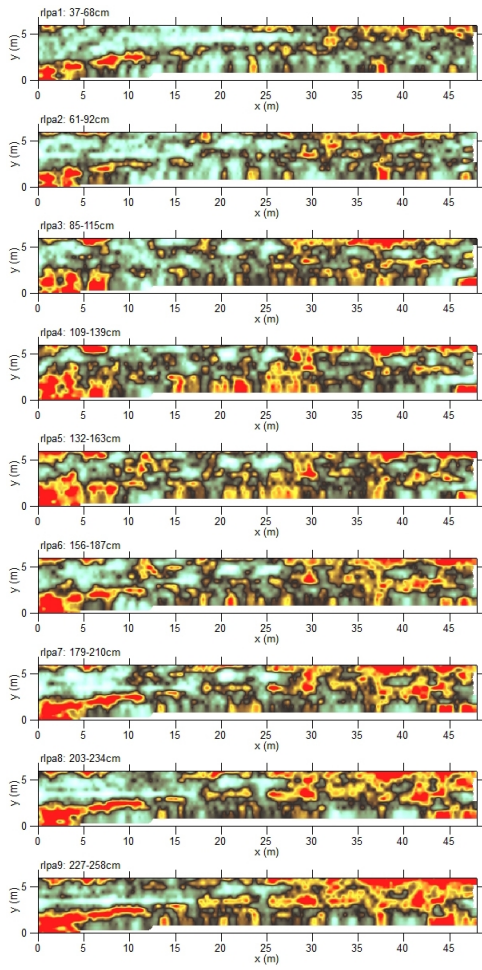 rlpa1: 37-68cm
5
0
y (m)
0 5 10 15 20 25 30 35 40 45
x (m)
rlpa2: 61-92cm
5
0
y (m)
0 5 10 15 20 25 30 35 40 45
x (m)
rlpa3: 85-115cm
5
0
y (m)
0 5 10 15 20 25 30 35 40 45
x (m)
rlpa4: 109-139cm
5
0
y (m)
0 5 10 15 20 25 30 35 40 45
x (m)
rlpa5: 132-163cm
5
0
y (m)
0 5 10 15 20 25 30 35 40 45
x (m)
rlpa6: 156-187cm
5
0
y (m)
0 5 10 15 20 25 30 35 40 45
x (m)
rlpa7: 179-210cm
5
0
y (m)
0 5 10 15 20 25 30 35 40 45
x (m)
rlpa8: 203-234cm
5
0
y (m)
0 5 10 15 20 25 30 35 40 45
x (m)
rlpa9: 227-258cm
5
0
y (m)
0 5 10 15 20 25 30 35 40 45
x (m)